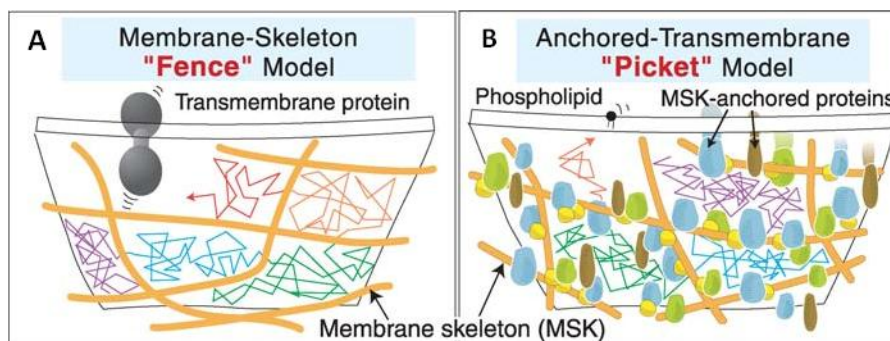 A
Membrane-Skeleton
"Fence" Model
Transmembrane protein
B
Anchored-Transmembrane
"Picket" Model
Phospholipid
MSK-anchored proteins
Membrane skeleton (MSK)